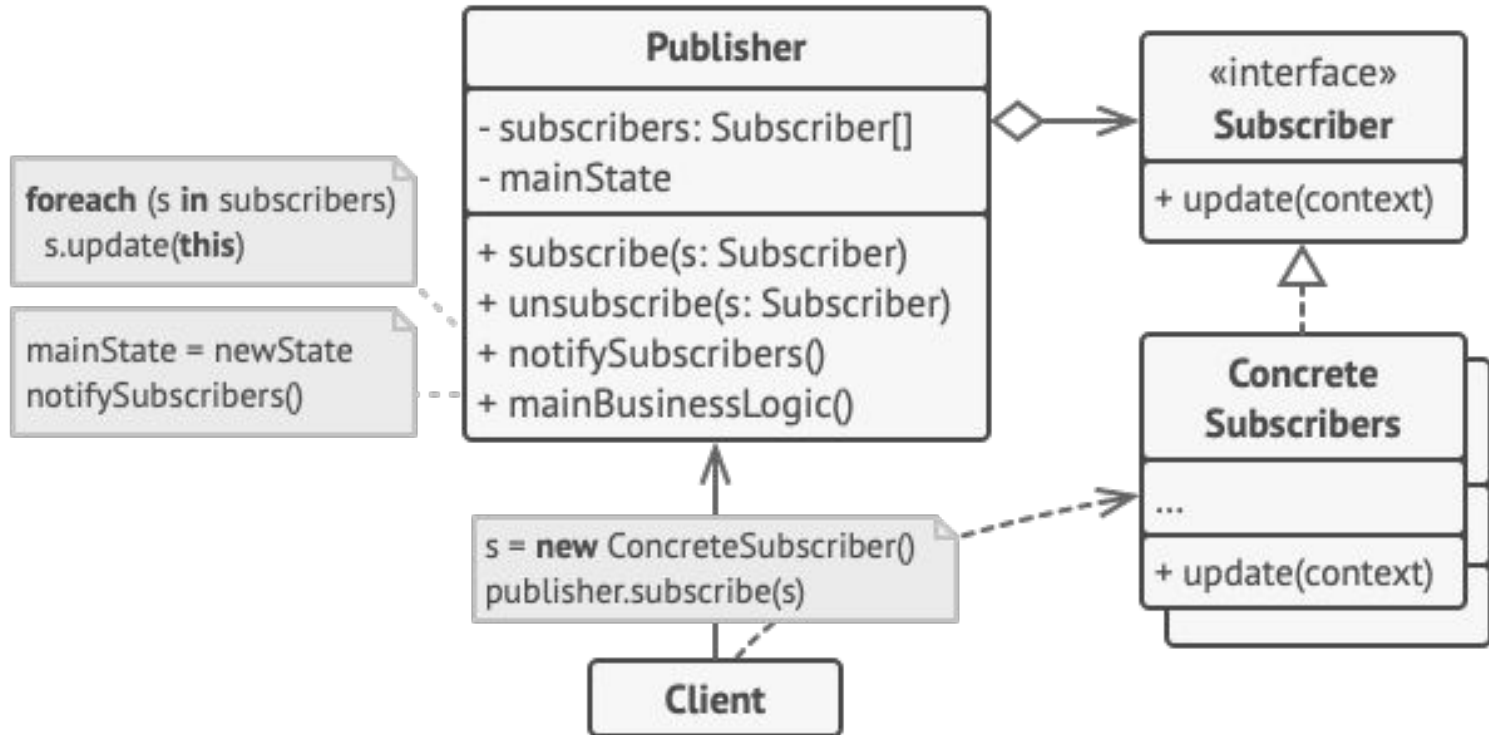 Publisher
- subscribers: Subscriber[]
- mainState
+ subscribe(s: Subscriber)
+ unsubscribe(s: Subscriber)
+ notifySubscribers()
+ mainBusinessLogic()
foreach (s in subscribers)
s.update(this)
mainState = newState
notifySubscribers()
«interface»
Subscriber
+ update(context)
Concrete
Subscribers
...
+ update(context)
s = new ConcreteSubscriber()
publisher.subscribe(s)
Client